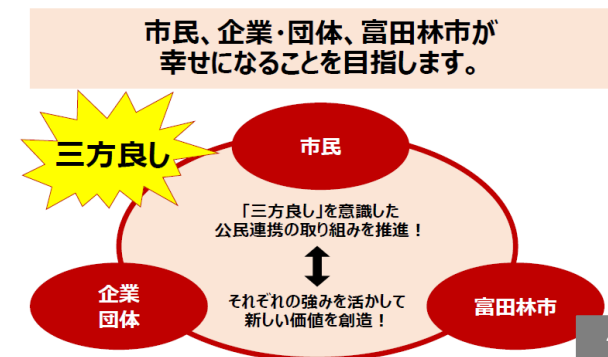 市民、企業・団体、富田林市が
幸せになることを目指します。
三方良し
市民
「三方良し」を意識した
公民連携の取り組みを推進！
それぞれの強みを活かして
新しい価値を創造！
企業
団体
富田林市